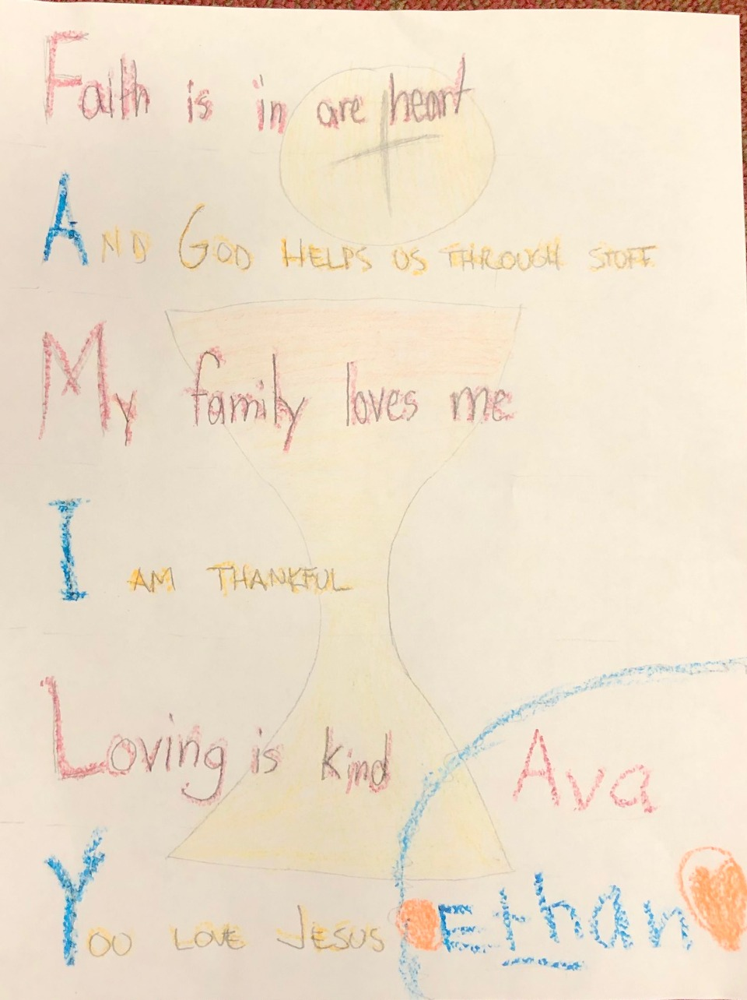 Faith is in are heart
AND GOD HELPS US THROUGH STUFF
My family loves me
I AM THANKFUL
Loving is kind
Ava
YOU LOVE JESUS
Ethan